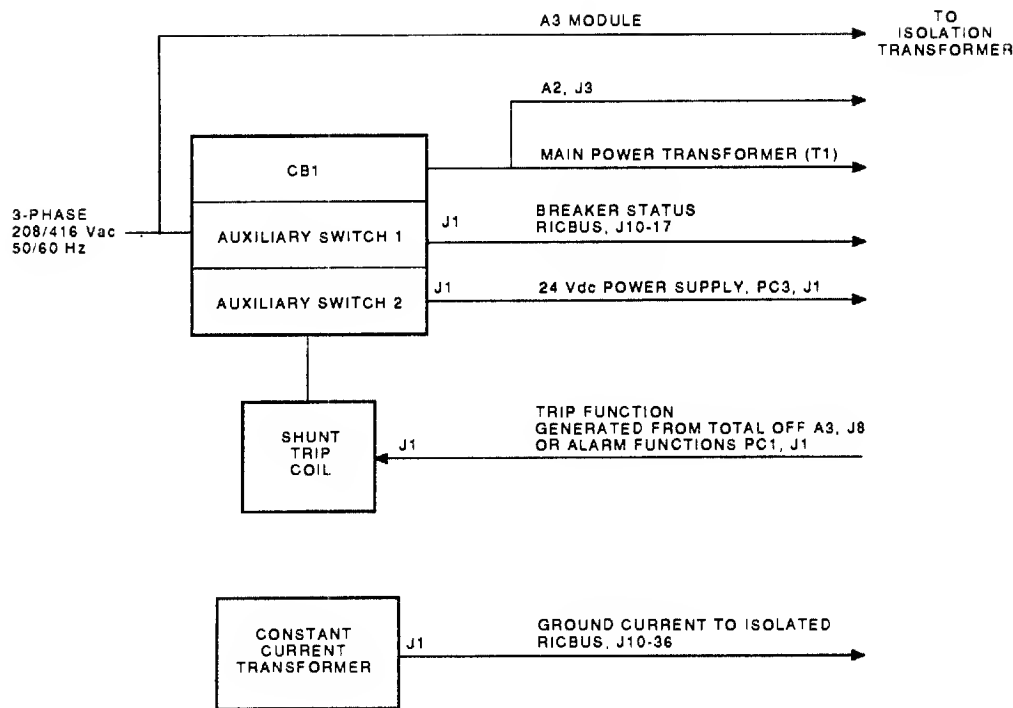 A3 MODULE
TO
ISOLATION
TRANSFORMER
A2, J3
CB1
MAIN POWER TRANSFORMER (T1)
3-PHASE
208/416 Vac
50/60 Hz
AUXILIARY SWITCH 1
J1
BREAKER STATUS
RICBUS, J10-17
AUXILIARY SWITCH 2
J1
24 Vdc POWER SUPPLY, PC3, J1
SHUNT
TRIP
COIL
J1
TRIP FUNCTION
GENERATED FROM TOTAL OFF A3, J8
OR ALARM FUNCTIONS PC1, J1
CONSTANT
CURRENT
TRANSFORMER
J1
GROUND CURRENT TO ISOLATED
RICBUS, J10-36